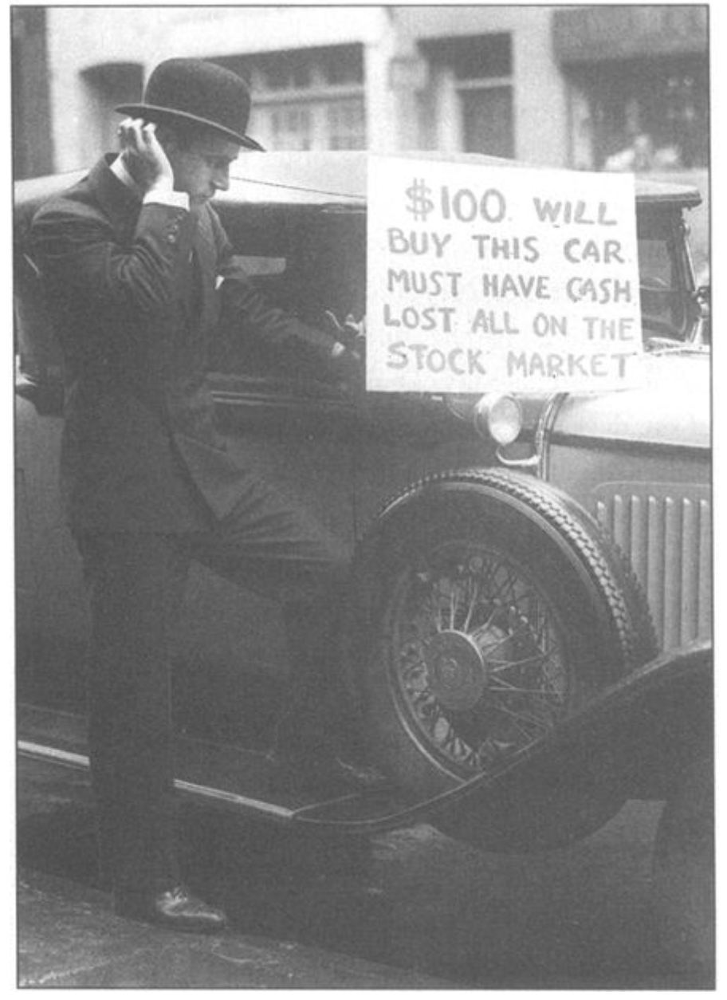 $100 WILL
BUY THIS CAR
MUST HAVE CASH
LOST ALL ON THE
STOCK MARKET